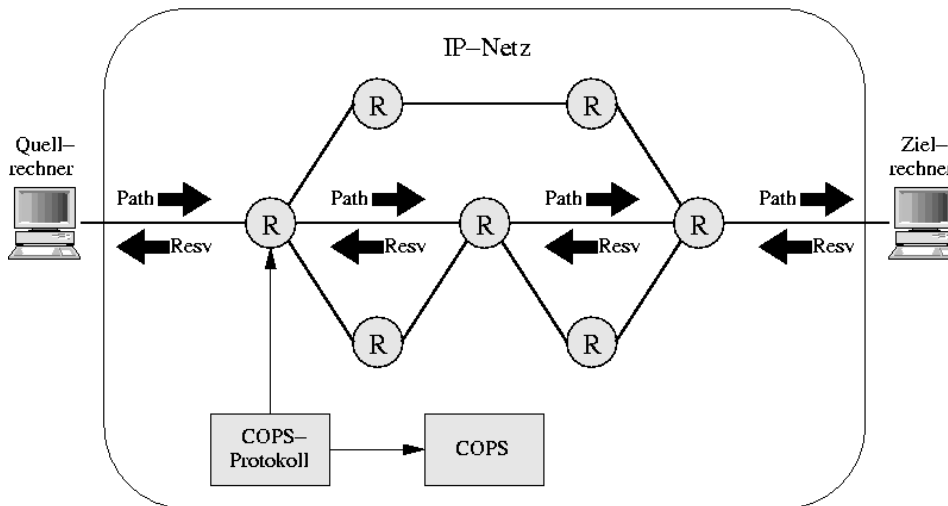 IP–Netz
R
R
Quell–
rechner
Ziel–
rechner
Path
Path
Path
Path
R
R
R
Resv
Resv
Resv
Resv
R
R
COPS–
Protokoll
COPS